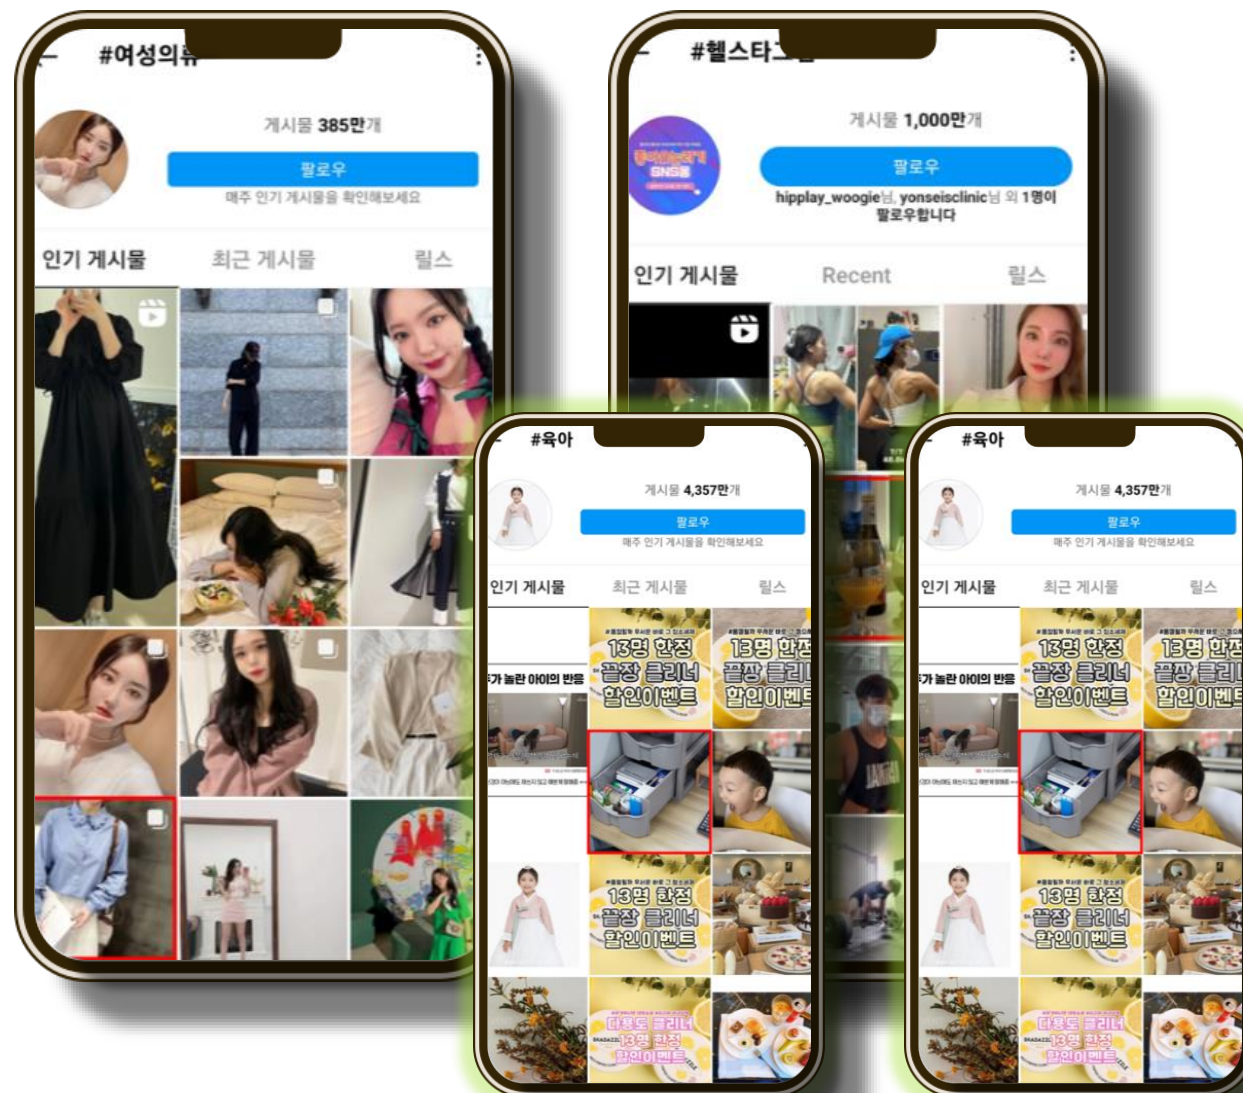 #여성의류
게시물 385만개
팔로우
매주 인기 게시물을 확인해보세요
인기 게시물 최근 게시물 릴스
#헬스타그램
게시물 1,000만개
좋아요늘리기
SNS몽
팔로우
hipplay_woogie님, yonseisclinic님 외 1명이
팔로우합니다
인기 게시물 Recent 릴스
#육아
게시물 4,357만개
팔로우
매주 인기 게시물을 확인해보세요
인기 게시물 최근 게시물 릴스
13명 한정
끝장 클리너
할인이벤트
13명 한정
끝장 클리너
할인이벤트
가 놀란 아이의 반응
13명 한정
끝장 클리너
할인이벤트
다용도 클리너
13명 한정
할인이벤트
#육아
게시물 4,357만개
팔로우
매주 인기 게시물을 확인해보세요
인기 게시물 최근 게시물 릴스
13명 한정
끝장 클리너
할인이벤트
13명 한정
끝장 클리너
할인이벤트
가 놀란 아이의 반응
13명 한정
끝장 클리너
할인이벤트
다용도 클리너
13명 한정
할인이벤트